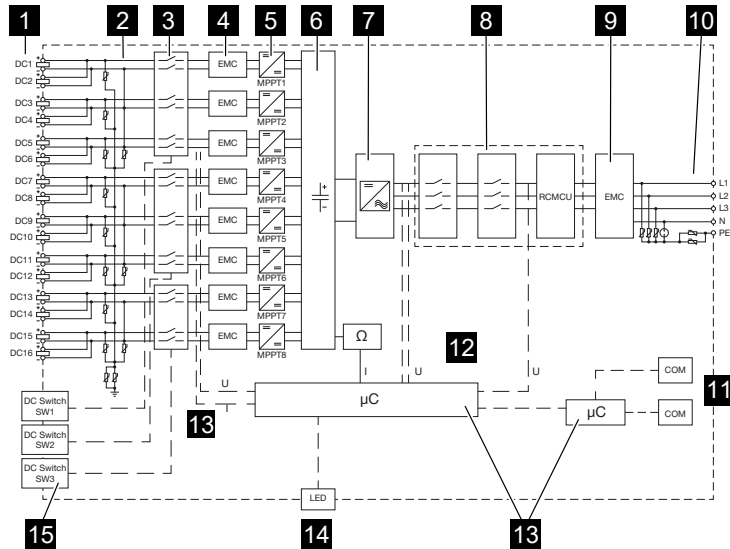 1 2 3 4 5 6 7 8 9 10
DC1 + -
DC2 + -
DC3 + -
DC4 + -
DC5 + -
DC6 + -
DC7 + -
DC8 + -
DC9 + -
DC10 + -
DC11 + -
DC12 + -
DC13 + -
DC14 + -
DC15 + -
DC16 + -
EMC MPPT1
EMC MPPT2
EMC MPPT3
EMC MPPT4
EMC MPPT5
EMC MPPT6
EMC MPPT7
EMC MPPT8
+
-
RCMCU
EMC
L1
L2
L3
N
PE
Ω
I U U
12
U
µC
µC
COM
COM
11
13
DC Switch
SW1
DC Switch
SW2
DC Switch
SW3
LED
15 14 13